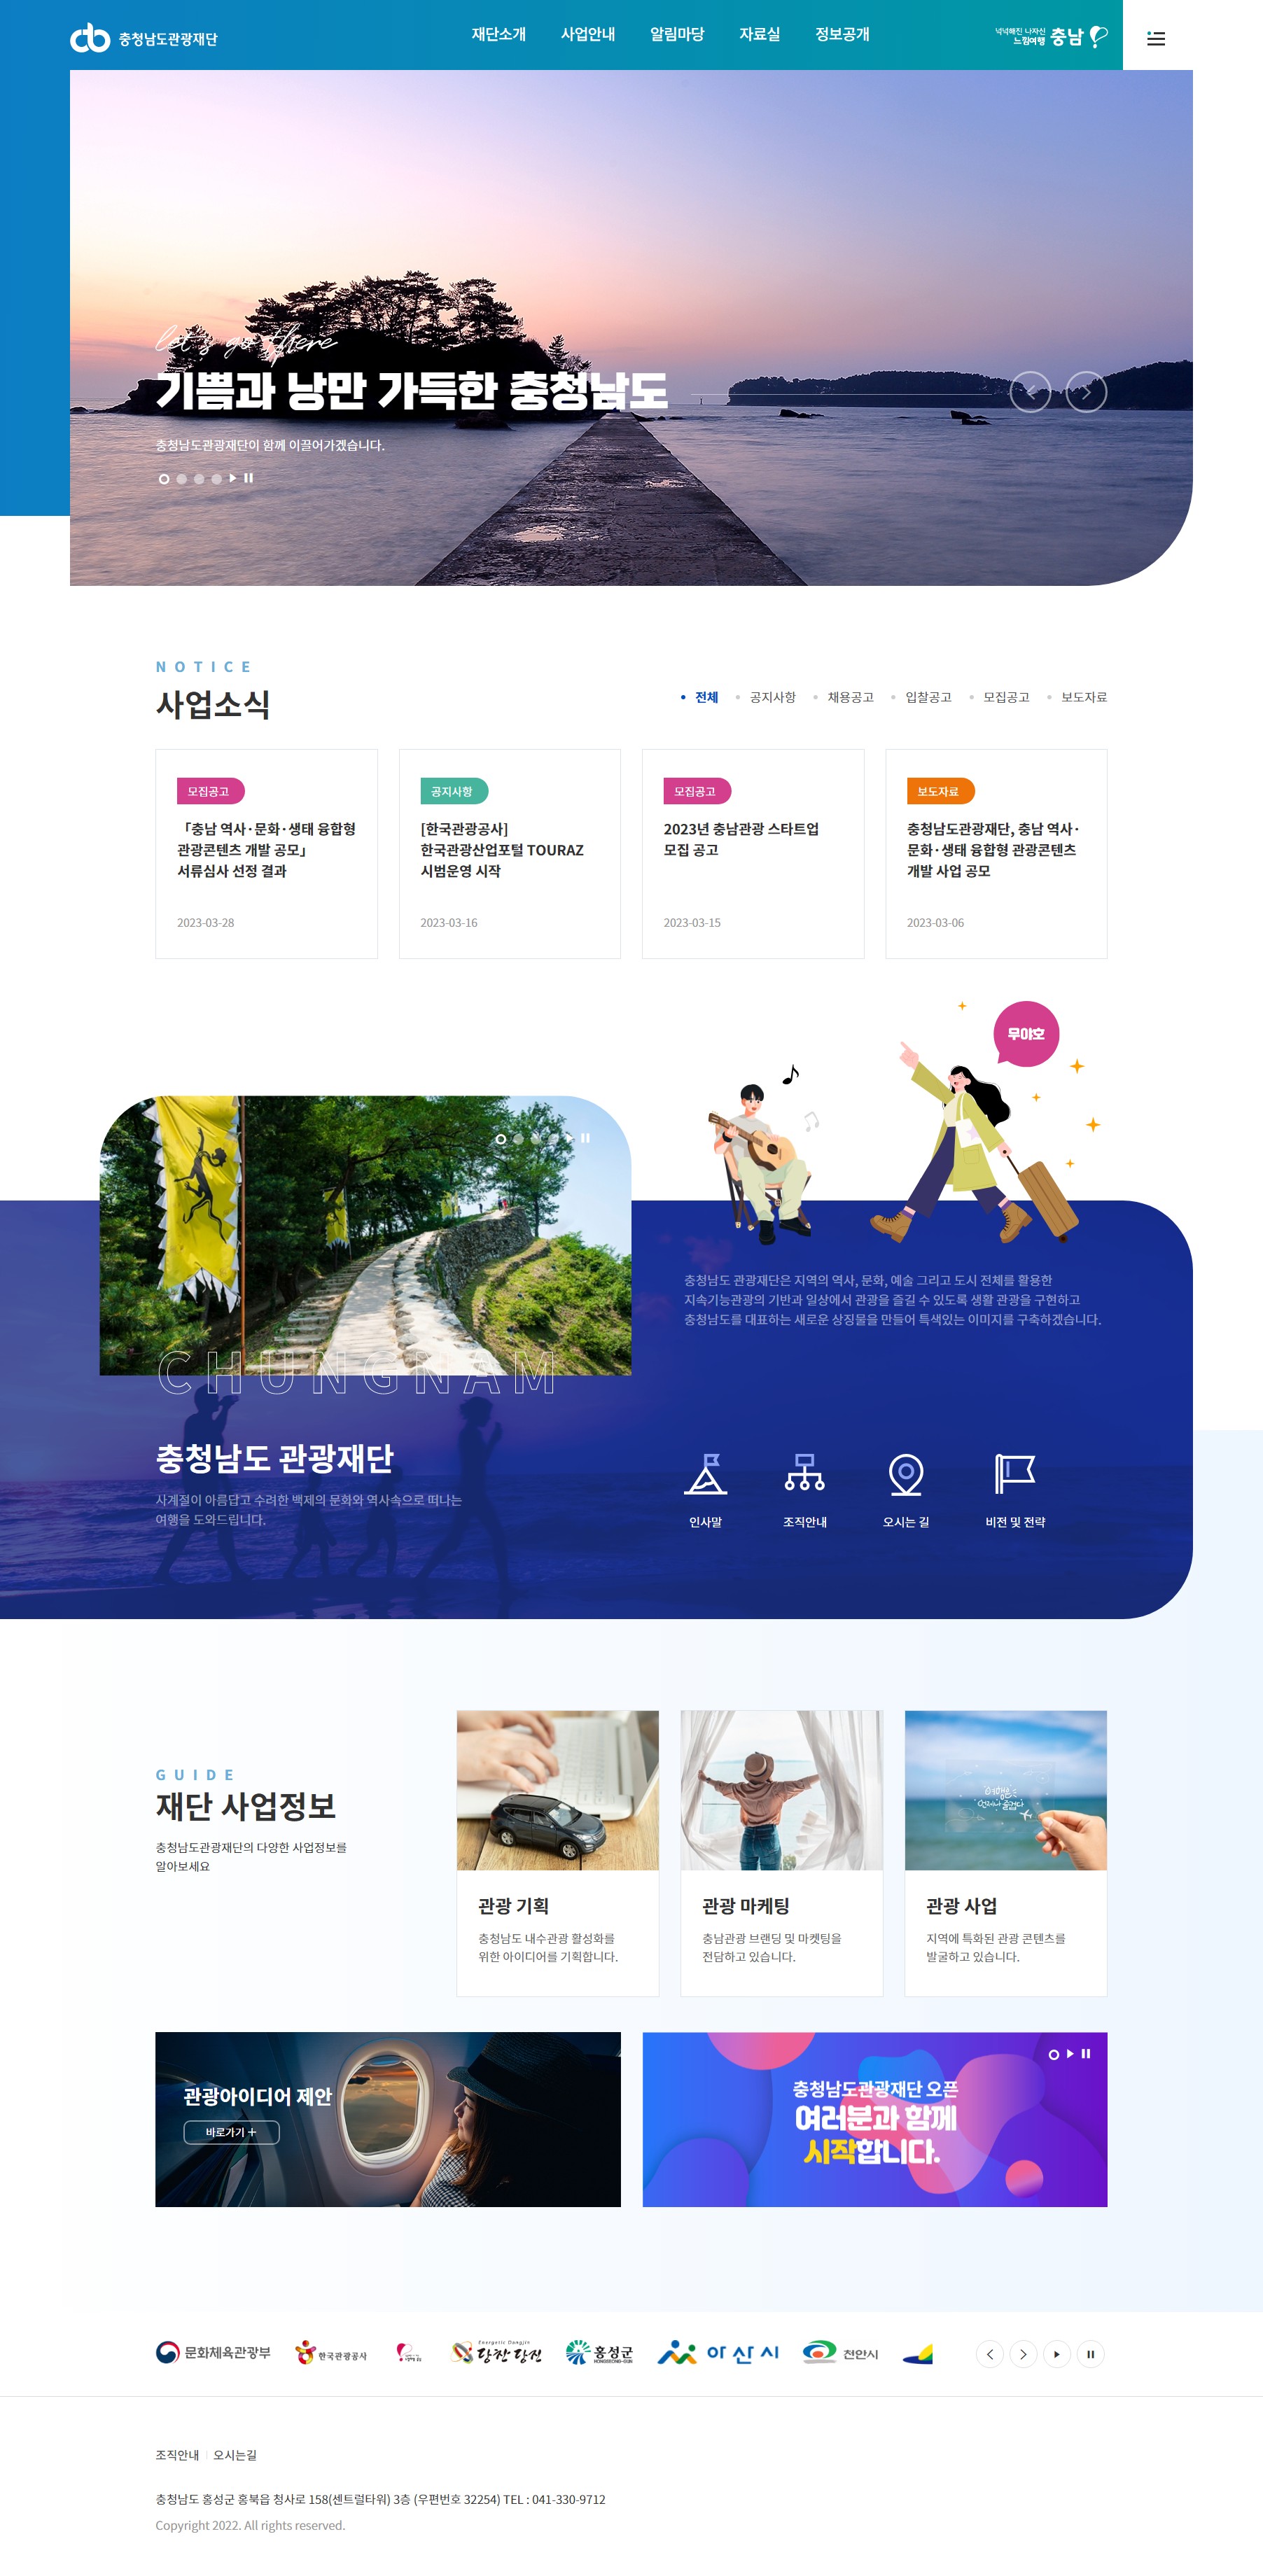 충청남도관광재단
재단소개
사업안내
알림마당
자료실
정보공개
넉넉해진 나자신
느낌여행 충남
let's go there
기쁨과 낭만 가득한 충청남도
충청남도관광재단이 함께 이끌어가겠습니다.
NOTICE
사업소식
전체
공지사항
채용공고
입찰공고
모집공고
보도자료
모집공고
「충남 역사·문화·생태 융합형
관광콘텐츠 개발 공모」
서류심사 선정 결과
2023-03-28
공지사항
[한국관광공사]
한국관광산업포털 TOURAZ
시범운영 시작
2023-03-16
모집공고
2023년 충남관광 스타트업
모집 공고
2023-03-15
보도자료
충청남도관광재단, 충남 역사·
문화·생태 융합형 관광콘텐츠
개발 사업 공모
2023-03-06
무야호
충청남도 관광재단은 지역의 역사, 문화, 예술 그리고 도시 전체를 활용한
지속기능관광의 기반과 일상에서 관광을 즐길 수 있도록 생활 관광을 구현하고
충청남도를 대표하는 새로운 상징물을 만들어 특색있는 이미지를 구축하겠습니다.
CHUNGNAM
충청남도 관광재단
사계절이 아름답고 수려한 백제의 문화와 역사속으로 떠나는
여행을 도와드립니다.
인사말
조직안내
오시는 길
비전 및 전략
GUIDE
재단 사업정보
충청남도관광재단의 다양한 사업정보를
알아보세요
여행은
언제나 즐겁다
관광 기획
충청남도 내수관광 활성화를
위한 아이디어를 기획합니다.
관광 마케팅
충남관광 브랜딩 및 마켓팅을
전담하고 있습니다.
관광 사업
지역에 특화된 관광 콘텐츠를
발굴하고 있습니다.
관광아이디어 제안
바로가기 +
충청남도관광재단 오픈
여러분과 함께
시작합니다.
문화체육관광부
한국관광공사
Energetic Dangjin
당찬 당진
홍성군
HONGSEONG-GUN
아산시
천안시
조직안내
오시는길
충청남도 홍성군 홍북읍 청사로 158(센트럴타워) 3층 (우편번호 32254) TEL : 041-330-9712
Copyright 2022. All rights reserved.